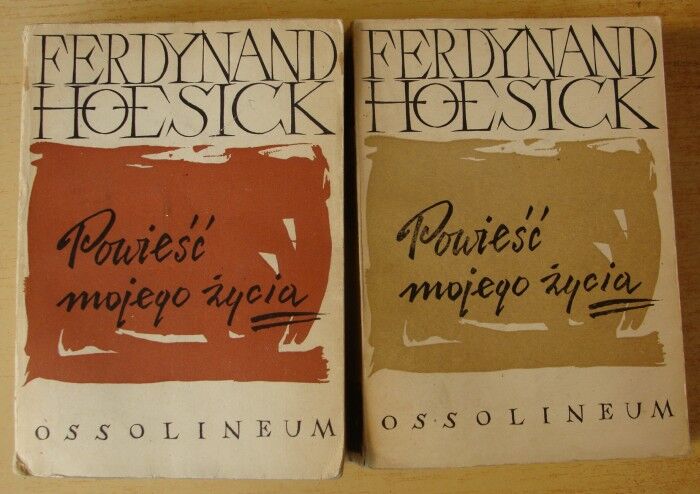 FERDYNAND
HOESICK
Powieść
mojego życia
OSSOLINEUM
FERDYNAND
HOESICK
Powieść
mojego życia
OSSOLINEUM